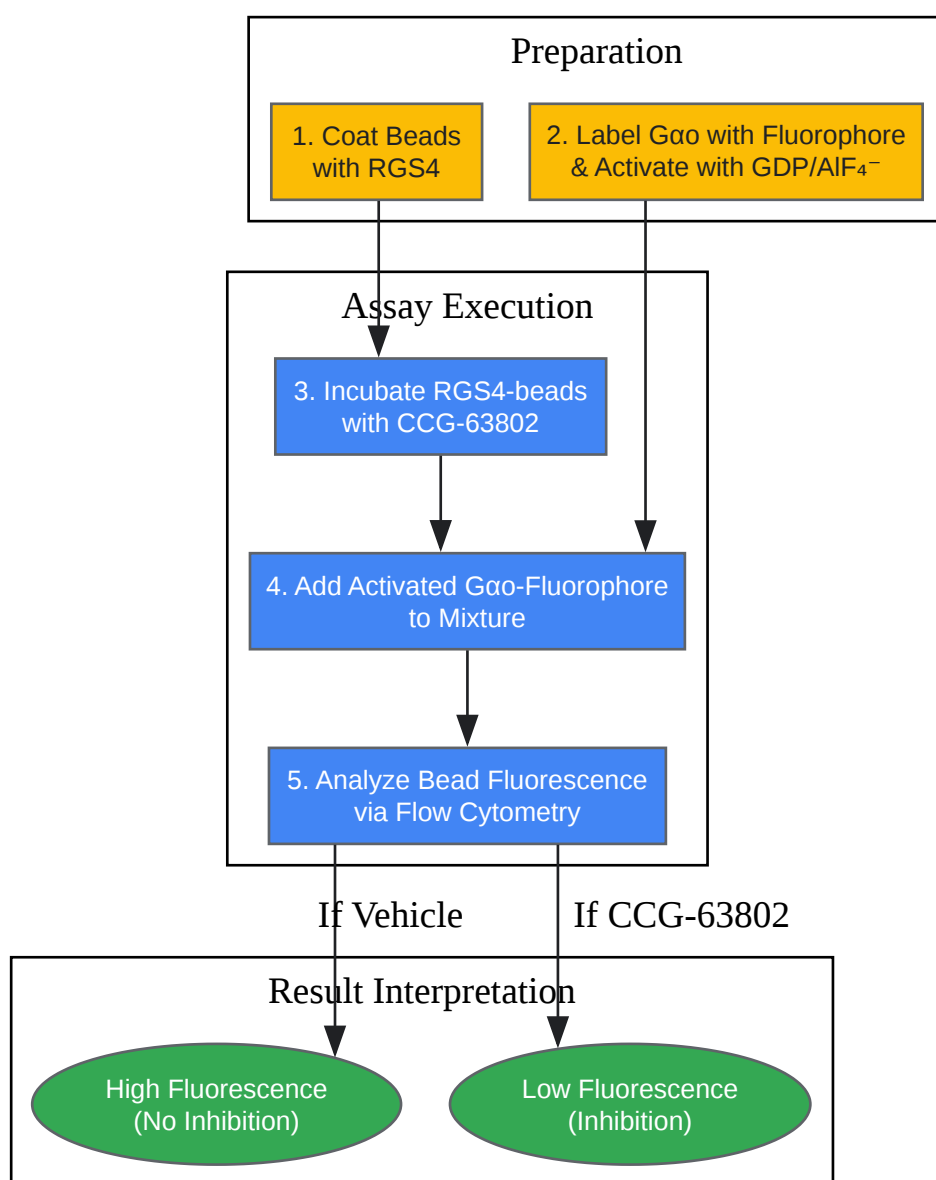 Preparation
1. Coat Beads
with RGS4
2. Label Gαo with Fluorophore
& Activate with GDP/AlF₄⁻
Assay Execution
3. Incubate RGS4-beads
with CCG-63802
4. Add Activated Gαo-Fluorophore
to Mixture
5. Analyze Bead Fluorescence
via Flow Cytometry
If Vehicle
If CCG-63802
Result Interpretation
High Fluorescence
(No Inhibition)
Low Fluorescence
(Inhibition)